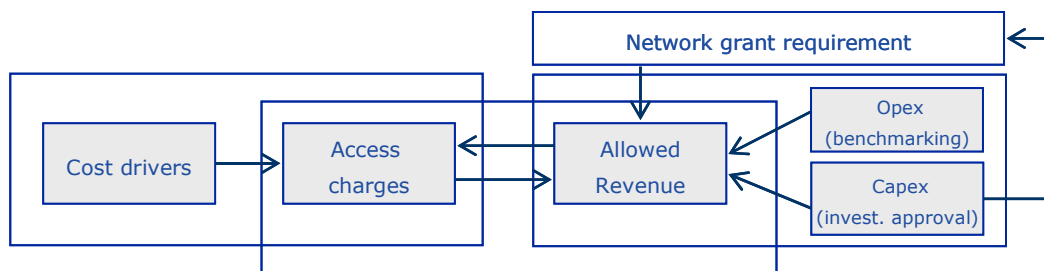 Network grant requirement
Cost drivers
Access
charges
Allowed
Revenue
Opex
(benchmarking)
Capex
(invest. approval)